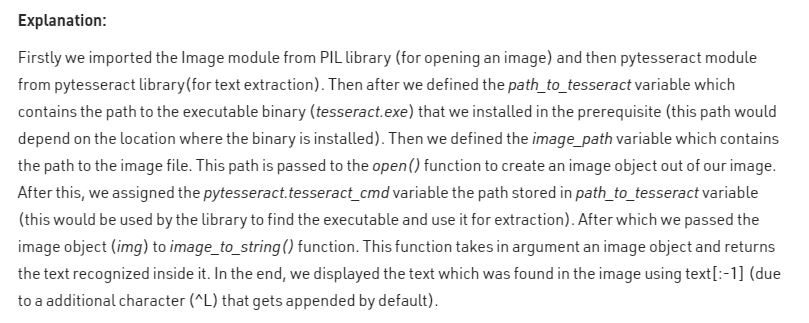 Explanation:
Firstly we imported the Image module from PIL library (for opening an image) and then pytesseract module
from pytesseract library(for text extraction). Then after we defined the path_to_tesseract variable which
contains the path to the executable binary (tesseract.exe) that we installed in the prerequisite (this path would
depend on the location where the binary is installed). Then we defined the image_path variable which contains
the path to the image file. This path is passed to the open() function to create an image object out of our image.
After this, we assigned the pytesseract.tesseract_cmd variable the path stored in path_to_tesseract variable
(this would be used by the library to find the executable and use it for extraction). After which we passed the
image object (img) to image_to_string() function. This function takes in argument an image object and returns
the text recognized inside it. In the end, we displayed the text which was found in the image using text[:-1] (due
to a additional character (^L) that gets appended by default).